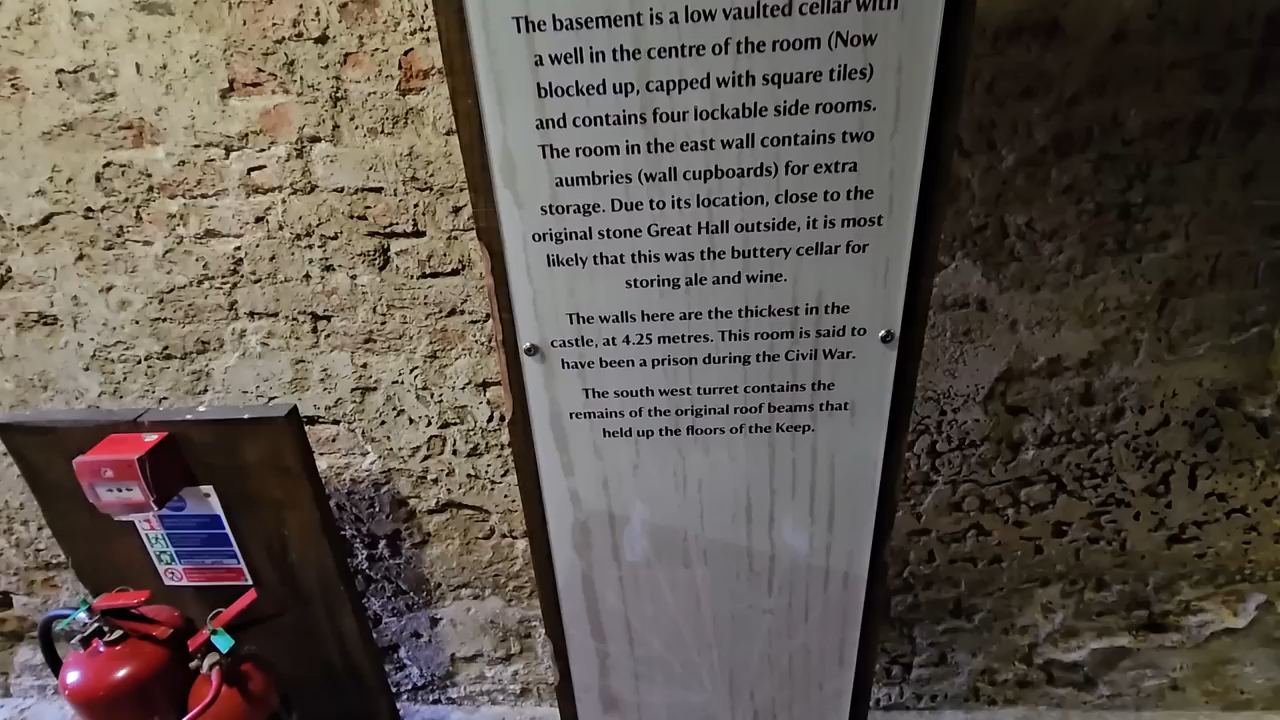 The basement is a low vaulted cellar with
a well in the centre of the room (Now
blocked up, capped with square tiles)
and contains four lockable side rooms.
The room in the east wall contains two
aumbries (wall cupboards) for extra
storage. Due to its location, close to the
original stone Great Hall outside, it is most
likely that this was the buttery cellar for
storing ale and wine.
The walls here are the thickest in the
castle, at 4.25 metres. This room is said to
have been a prison during the Civil War.
The south west turret contains the
remains of the original roof beams that
held up the floors of the Keep.